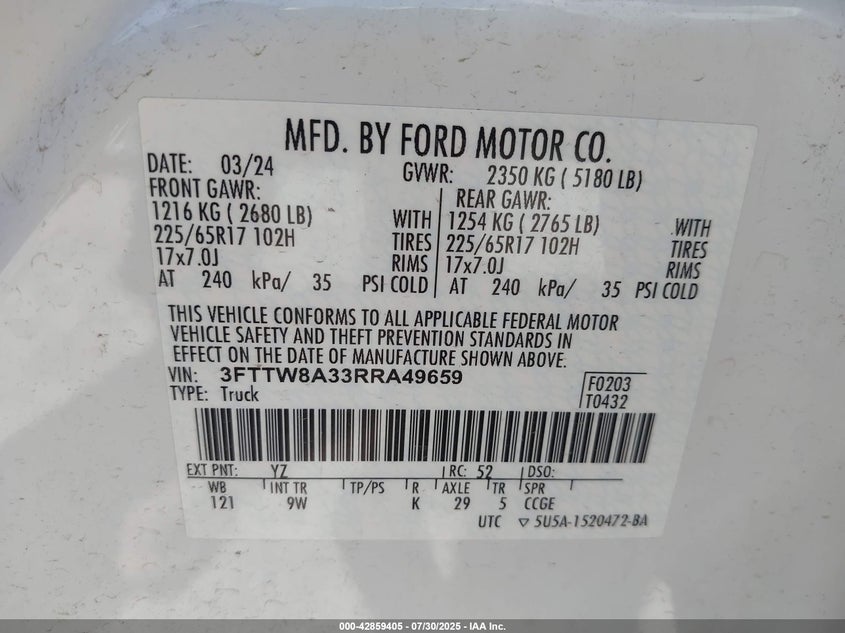 MFD. BY FORD MOTOR CO.
DATE: 03/24 GVWR: 2350 KG ( 5180 LB)
FRONT GAWR: REAR GAWR:
1216 KG ( 2680 LB) WITH 1254 KG ( 2765 LB) WITH
225/65R17 102H TIRES 225/65R17 102H TIRES
17x7.0J RIMS 17x7.0J RIMS
AT 240 kPa/ 35 PSI COLD AT 240 kPa/ 35 PSI COLD
THIS VEHICLE CONFORMS TO ALL APPLICABLE FEDERAL MOTOR
VEHICLE SAFETY AND THEFT PREVENTION STANDARDS IN
EFFECT ON THE DATE OF MANUFACTURE SHOWN ABOVE.
VIN: 3FTTW8A33RRA49659 F0203
TYPE: Truck T0432
EXT PNT: YZ RC: 52 DSO:
WB INT TR TP/PS R AXLE TR SPR
121 9W K 29 5 CCGE
UTC ▽ 5U5A-1520472-BA
000-42859405 - 07/30/2025 - IAA Inc.